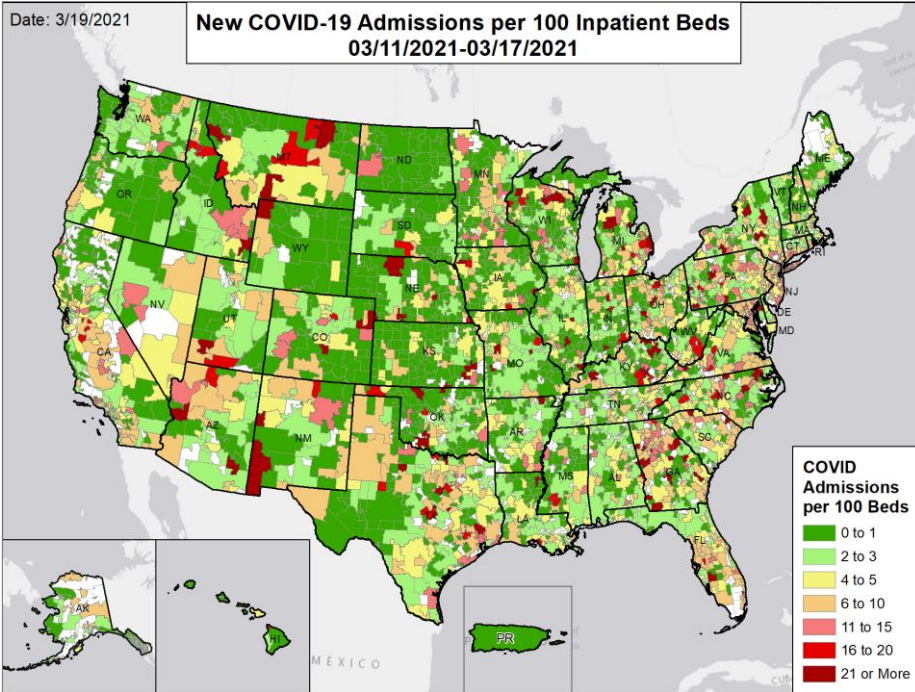 Date: 3/19/2021
New COVID-19 Admissions per 100 Inpatient Beds
03/11/2021-03/17/2021
WA
MT
ND
MN
ME
OR
ID
SD
WI
VT
NH
WY
MI
NY
MA
CT
RI
IA
NE
PA
NJ
NV
OH
UT
IL
IN
DE
MD
CA
CO
WV
KS
MO
VA
KY
NC
TN
OK
AZ
NM
AR
SC
MS
AL
GA
TX
LA
FL
AK
HI
PR
MÉXICO
CUBA
COVID
Admissions
per 100 Beds
0 to 1
2 to 3
4 to 5
6 to 10
11 to 15
16 to 20
21 or More